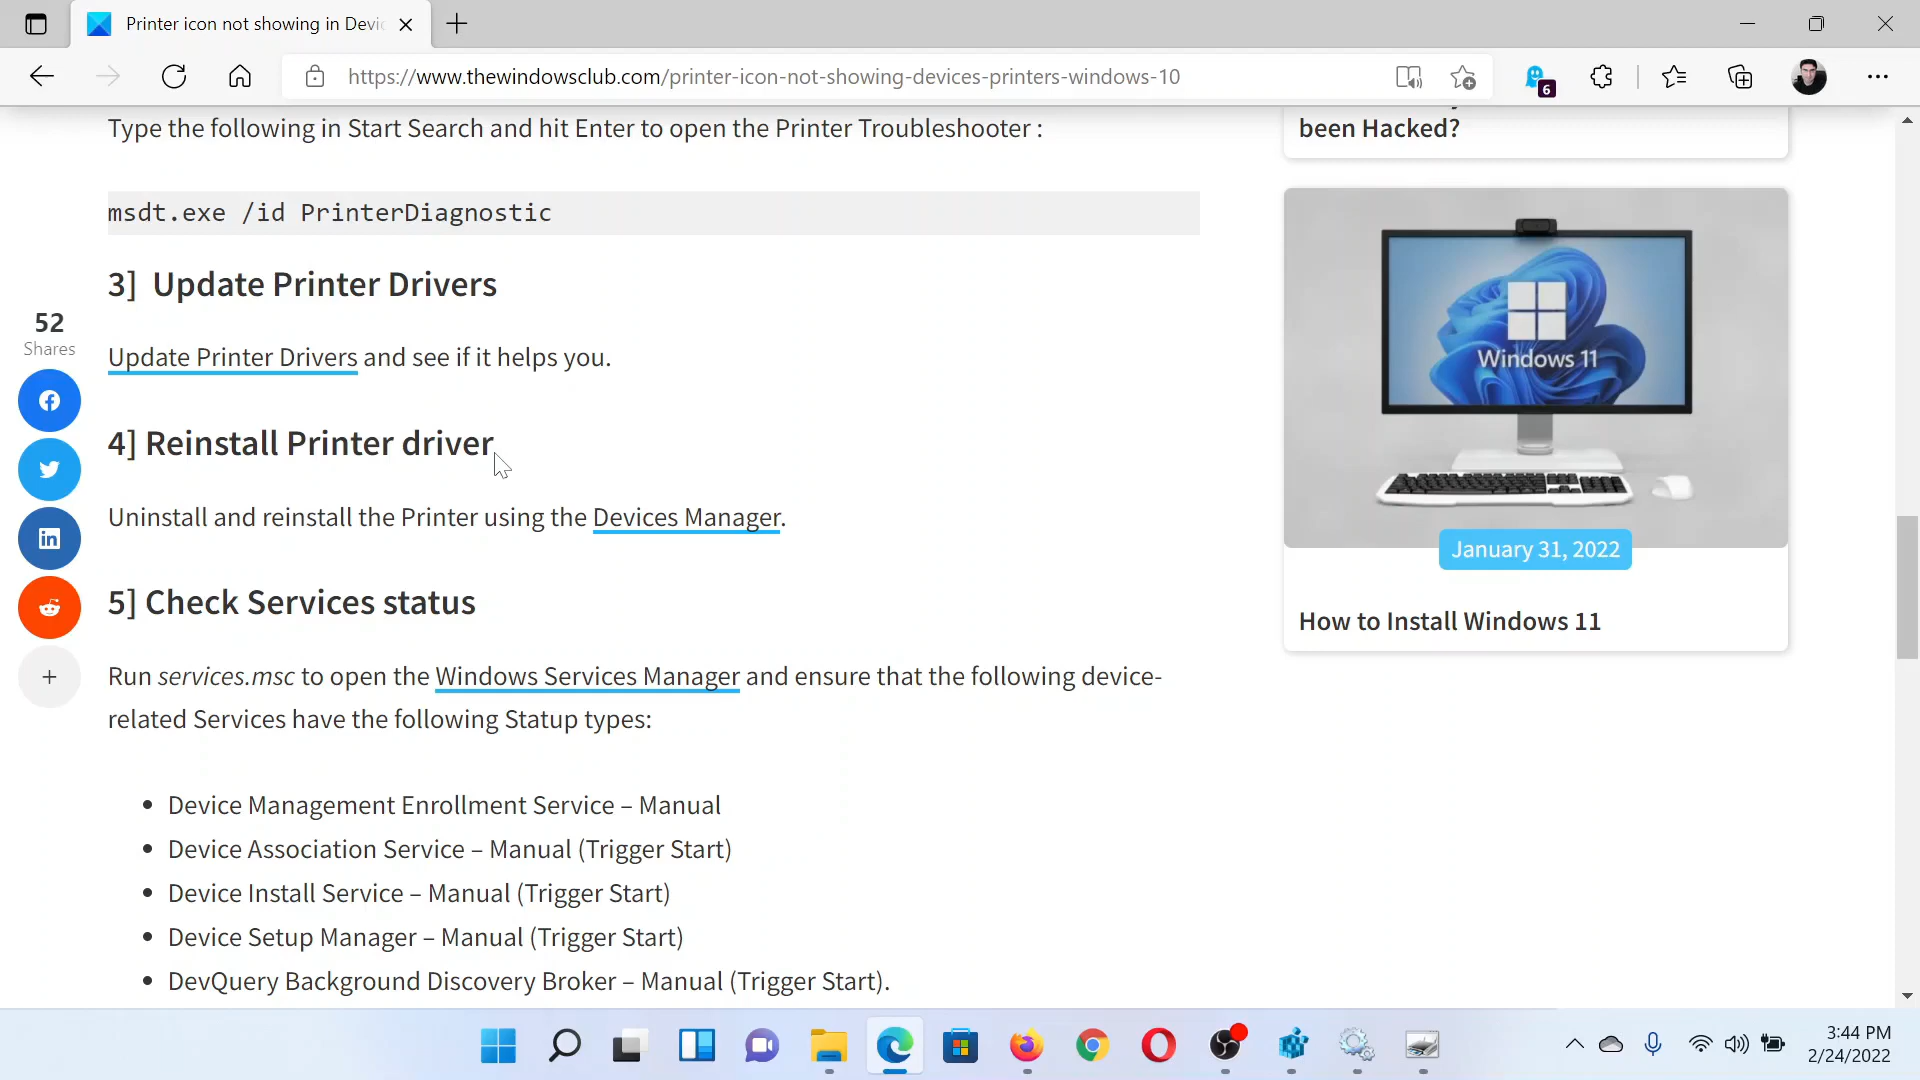 Printer icon not showing in Devi
https://www.thewindowsclub.com/printer-icon-not-showing-devices-printers-windows-10
6
Type the following in Start Search and hit Enter to open the Printer Troubleshooter :
msdt.exe /id PrinterDiagnostic
3] Update Printer Drivers
Update Printer Drivers and see if it helps you.
4] Reinstall Printer driver
Uninstall and reinstall the Printer using the Devices Manager.
5] Check Services status
Run services.msc to open the Windows Services Manager and ensure that the following device-
related Services have the following Statup types:
• Device Management Enrollment Service – Manual
• Device Association Service – Manual (Trigger Start)
• Device Install Service – Manual (Trigger Start)
• Device Setup Manager – Manual (Trigger Start)
• DevQuery Background Discovery Broker – Manual (Trigger Start).
52
Shares
been Hacked?
Windows 11
January 31, 2022
How to Install Windows 11
3:44 PM
2/24/2022